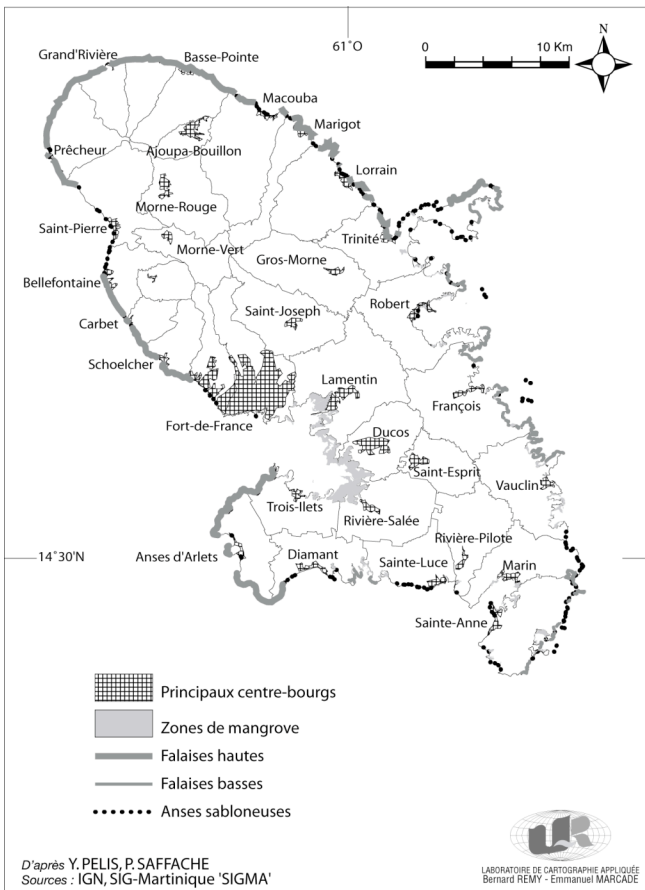 61°O
N
0 10 Km
Grand'Rivière
Basse-Pointe
Macouba
Marigot
Prêcheur
Ajoupa-Bouillon
Lorrain
Morne-Rouge
Saint-Pierre
Morne-Vert
Trinité
Gros-Morne
Bellefontaine
Robert
Saint-Joseph
Carbet
Schoelcher
Lamentin
François
Fort-de-France
Ducos
Saint-Esprit
Vauclin
Trois-Ilets
Rivière-Salée
Rivière-Pilote
14°30'N
Anses d'Arlets
Diamant
Sainte-Luce
Marin
Sainte-Anne
Principaux centre-bourgs
Zones de mangrove
Falaises hautes
Falaises basses
Anses sabloneuses
D'après Y. PELIS, P. SAFFACHE
Sources : IGN, SIG-Martinique 'SIGMA'
LABORATOIRE DE CARTOGRAPHIE APPLIQUÉE
Bernard REMY - Emmanuel MARCADE